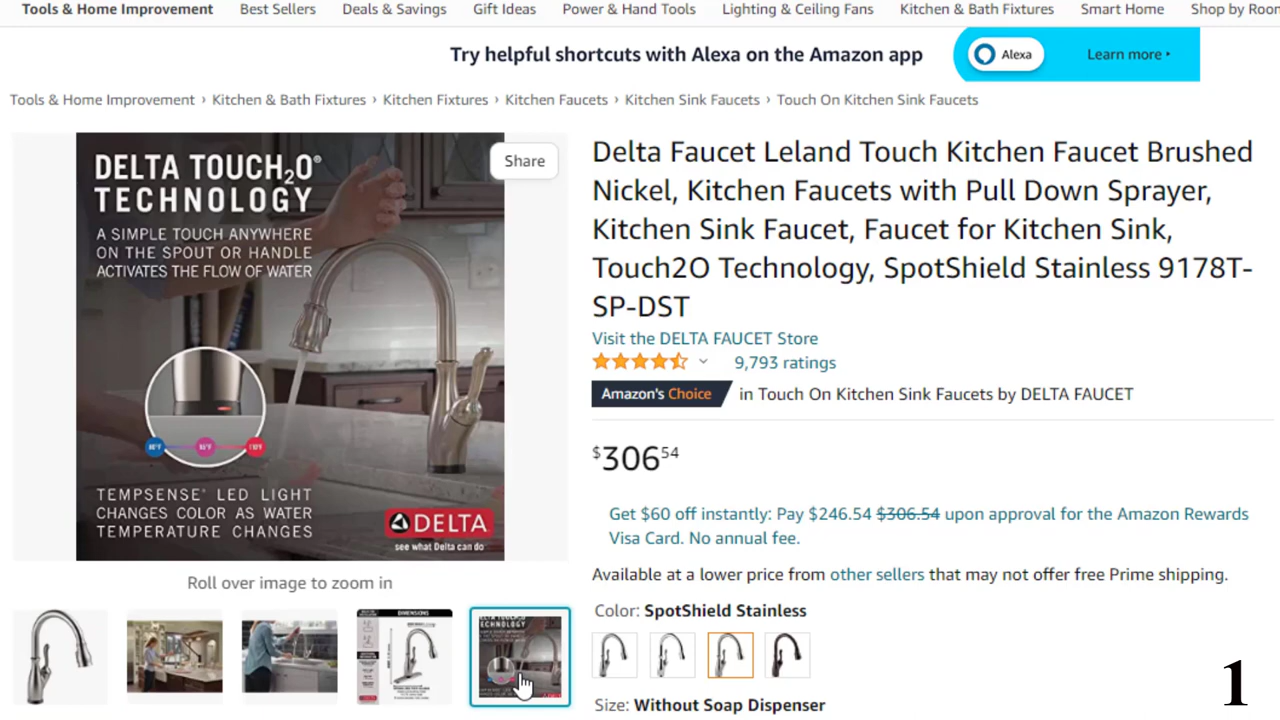 Tools & Home Improvement Best Sellers Deals & Savings Gift Ideas Power & Hand Tools Lighting & Ceiling Fans Kitchen & Bath Fixtures Smart Home Shop by
Try helpful shortcuts with Alexa on the Amazon app
Alexa
Learn more
Tools & Home Improvement › Kitchen & Bath Fixtures › Kitchen Fixtures › Kitchen Faucets › Kitchen Sink Faucets › Touch On Kitchen Sink Faucets
DELTA TOUCH₂O®
TECHNOLOGY
A SIMPLE TOUCH ANYWHERE
ON THE SPOUT OR HANDLE
ACTIVATES THE FLOW OF WATER
TEMPSENSE® LED LIGHT
CHANGES COLOR AS WATER
TEMPERATURE CHANGES
DELTA
see what Delta can do
Share
Roll over image to zoom in
DIMENSIONS
Delta Faucet Leland Touch Kitchen Faucet Brushed
Nickel, Kitchen Faucets with Pull Down Sprayer,
Kitchen Sink Faucet, Faucet for Kitchen Sink,
Touch2O Technology, SpotShield Stainless 9178T-
SP-DST
Visit the DELTA FAUCET Store
9,793 ratings
Amazon's Choice in Touch On Kitchen Sink Faucets by DELTA FAUCET
$30654
Get $60 off instantly: Pay $246.54 $306.54 upon approval for the Amazon Rewards
Visa Card. No annual fee.
Available at a lower price from other sellers that may not offer free Prime shipping.
Color: SpotShield Stainless
Size: Without Soap Dispenser
1